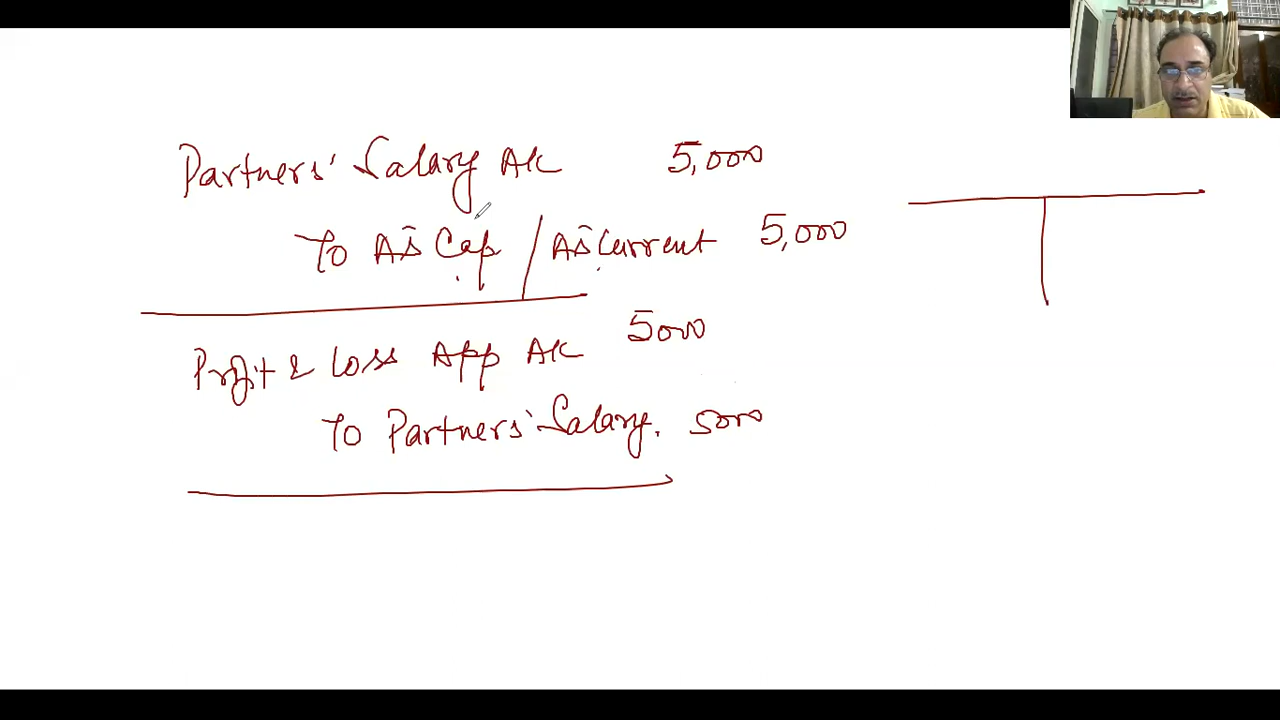 Partners' Salary A/c 5,000
To A's Cap / A's Current 5,000
Profit & Loss App A/c 5000
To Partners' Salary. 5000